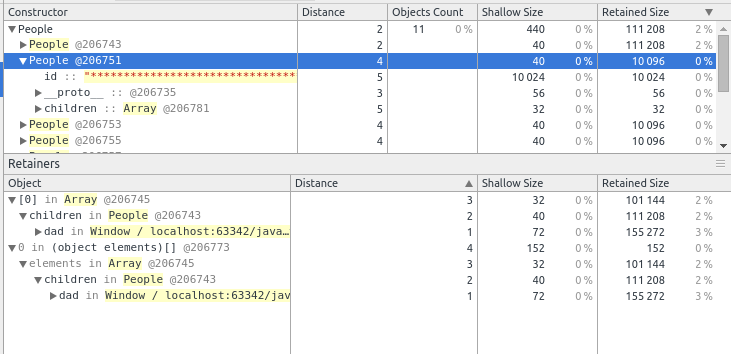 Constructor Distance Objects Count Shallow Size Retained Size ▼
▼People 2 11 0 % 440 0 % 111 208 2 %
▶People @206743 2 40 0 % 111 208 2 %
▼People @206751 4 40 0 % 10 096 0 %
id :: "******************************* 5 10 024 0 % 10 024 0 %
▶__proto__ :: @206735 3 56 0 % 56 0 %
▶children :: Array @206781 5 32 0 % 32 0 %
▶People @206753 4 40 0 % 10 096 0 %
▶People @206755 4 40 0 % 10 096 0 %
Retainers
Object Distance ▲ Shallow Size Retained Size
▼[0] in Array @206745 3 32 0 % 101 144 2 %
▼children in People @206743 2 40 0 % 111 208 2 %
▶dad in Window / localhost:63342/java… 1 72 0 % 155 272 3 %
▼0 in (object elements)[] @206773 4 152 0 % 152 0 %
▼elements in Array @206745 3 32 0 % 101 144 2 %
▼children in People @206743 2 40 0 % 111 208 2 %
▶dad in Window / localhost:63342/jav 1 72 0 % 155 272 3 %